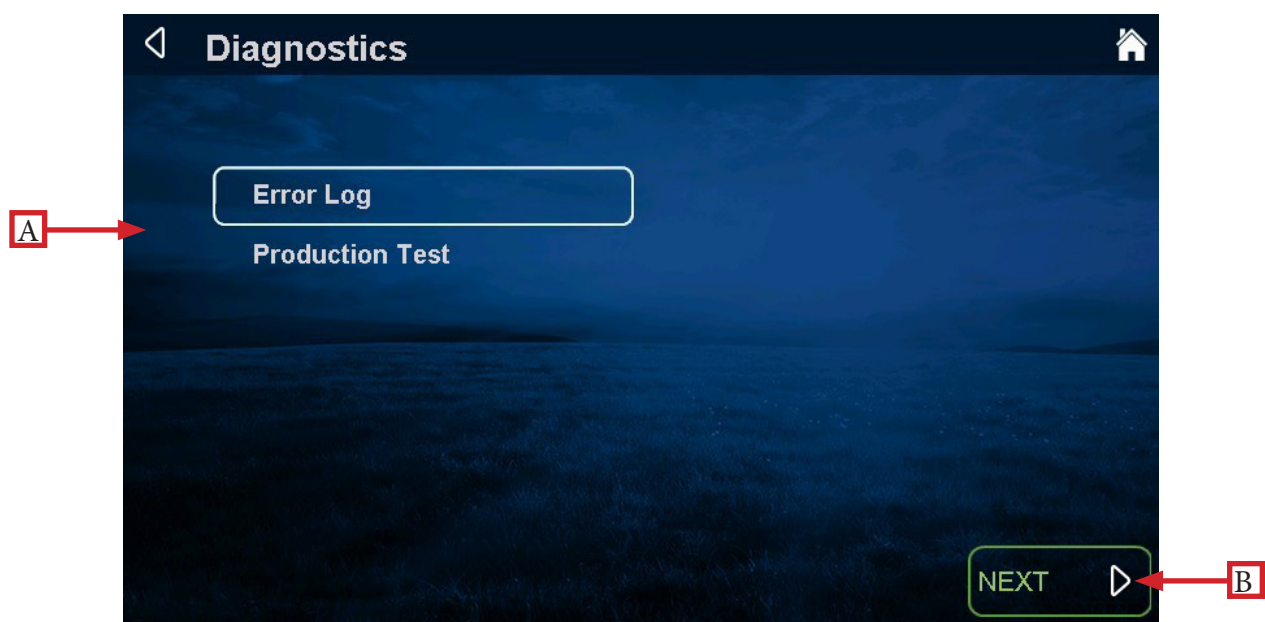 Diagnostics
Error Log
A
Production Test
NEXT
B